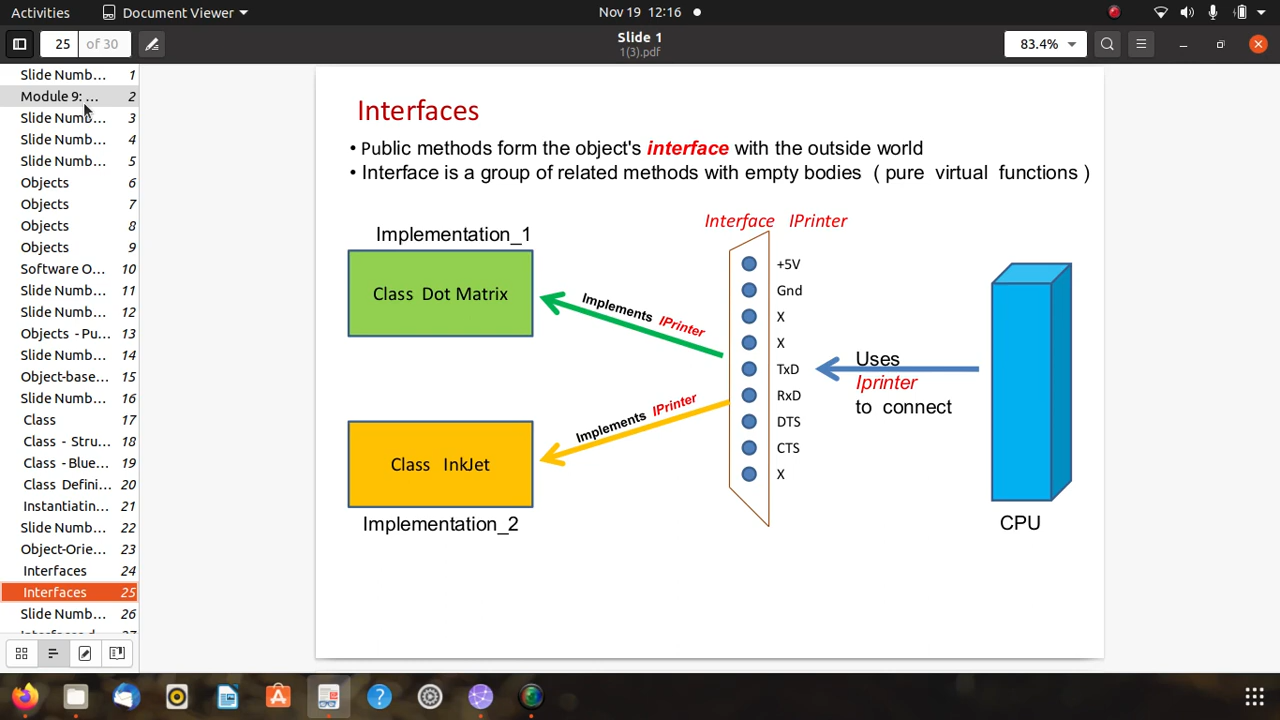 Activities
Document Viewer
Nov 19 12:16
25 of 30
Slide 1
1(3).pdf
83.4%
Slide Numb... 1
Module 9: ... 2
Slide Numb... 3
Slide Numb... 4
Slide Numb... 5
Objects 6
Objects 7
Objects 8
Objects 9
Software O... 10
Slide Numb... 11
Slide Numb... 12
Objects - Pu... 13
Slide Numb... 14
Object-base... 15
Slide Numb... 16
Class 17
Class - Stru... 18
Class - Blue... 19
Class Defini... 20
Instantiatin... 21
Slide Numb... 22
Object-Orie... 23
Interfaces 24
Interfaces 25
Slide Numb... 26
Interfaces
• Public methods form the object's interface with the outside world
• Interface is a group of related methods with empty bodies ( pure virtual functions )
Interface IPrinter
Implementation_1
Class Dot Matrix
Implements IPrinter
+5V
Gnd
X
X
TxD
RxD
DTS
CTS
X
Uses
Iprinter
to connect
Implements IPrinter
Class InkJet
Implementation_2
CPU